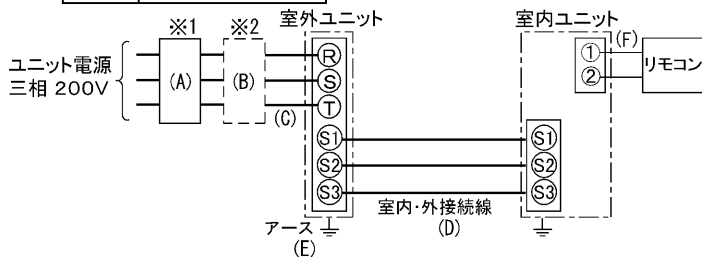 ※1
※2
室外ユニット
室内ユニット
ユニット電源
三相 200V
(A)
(B)
(C)
R
S
T
S1
S2
S3
室内・外接続線
(D)
アース
(E)
S1
S2
S3
①
②
(F)
リモコン